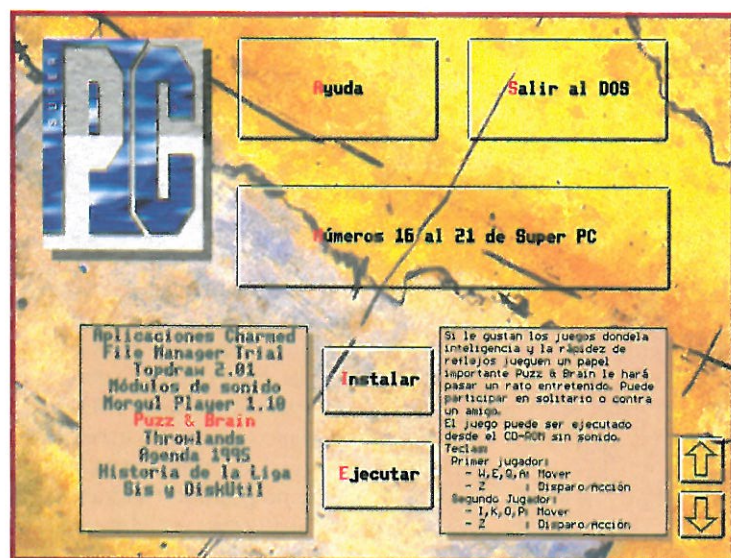 SUPER
PC
Ayuda
Salir al DOS
Números 16 al 21 de Super PC
Aplicaciones Charmed
File Manager Trial
Topdraw 2.01
Módulos de sonido
Morgul Player 1.10
Puzz & Brain
Throwlands
Agenda 1995
Historia de la Liga
Sis y DiskUtil
Instalar
Ejecutar
Si le gustan los juegos dondela
inteligencia y la rápidez de
reflejos jueguen un papel
importante Puzz & Brain le hará
pasar un rato entretenido. Puede
participar en solitario o contra
un amigo.
El juego puede ser ejecutado
desde el CD-ROM sin sonido.
Teclas:
Primer jugador:
- W,E,Q,A: Mover
- Z : Disparo/Acción
Segundo Jugador:
- I,K,O,P: Mover
- Z : Disparo/Acción